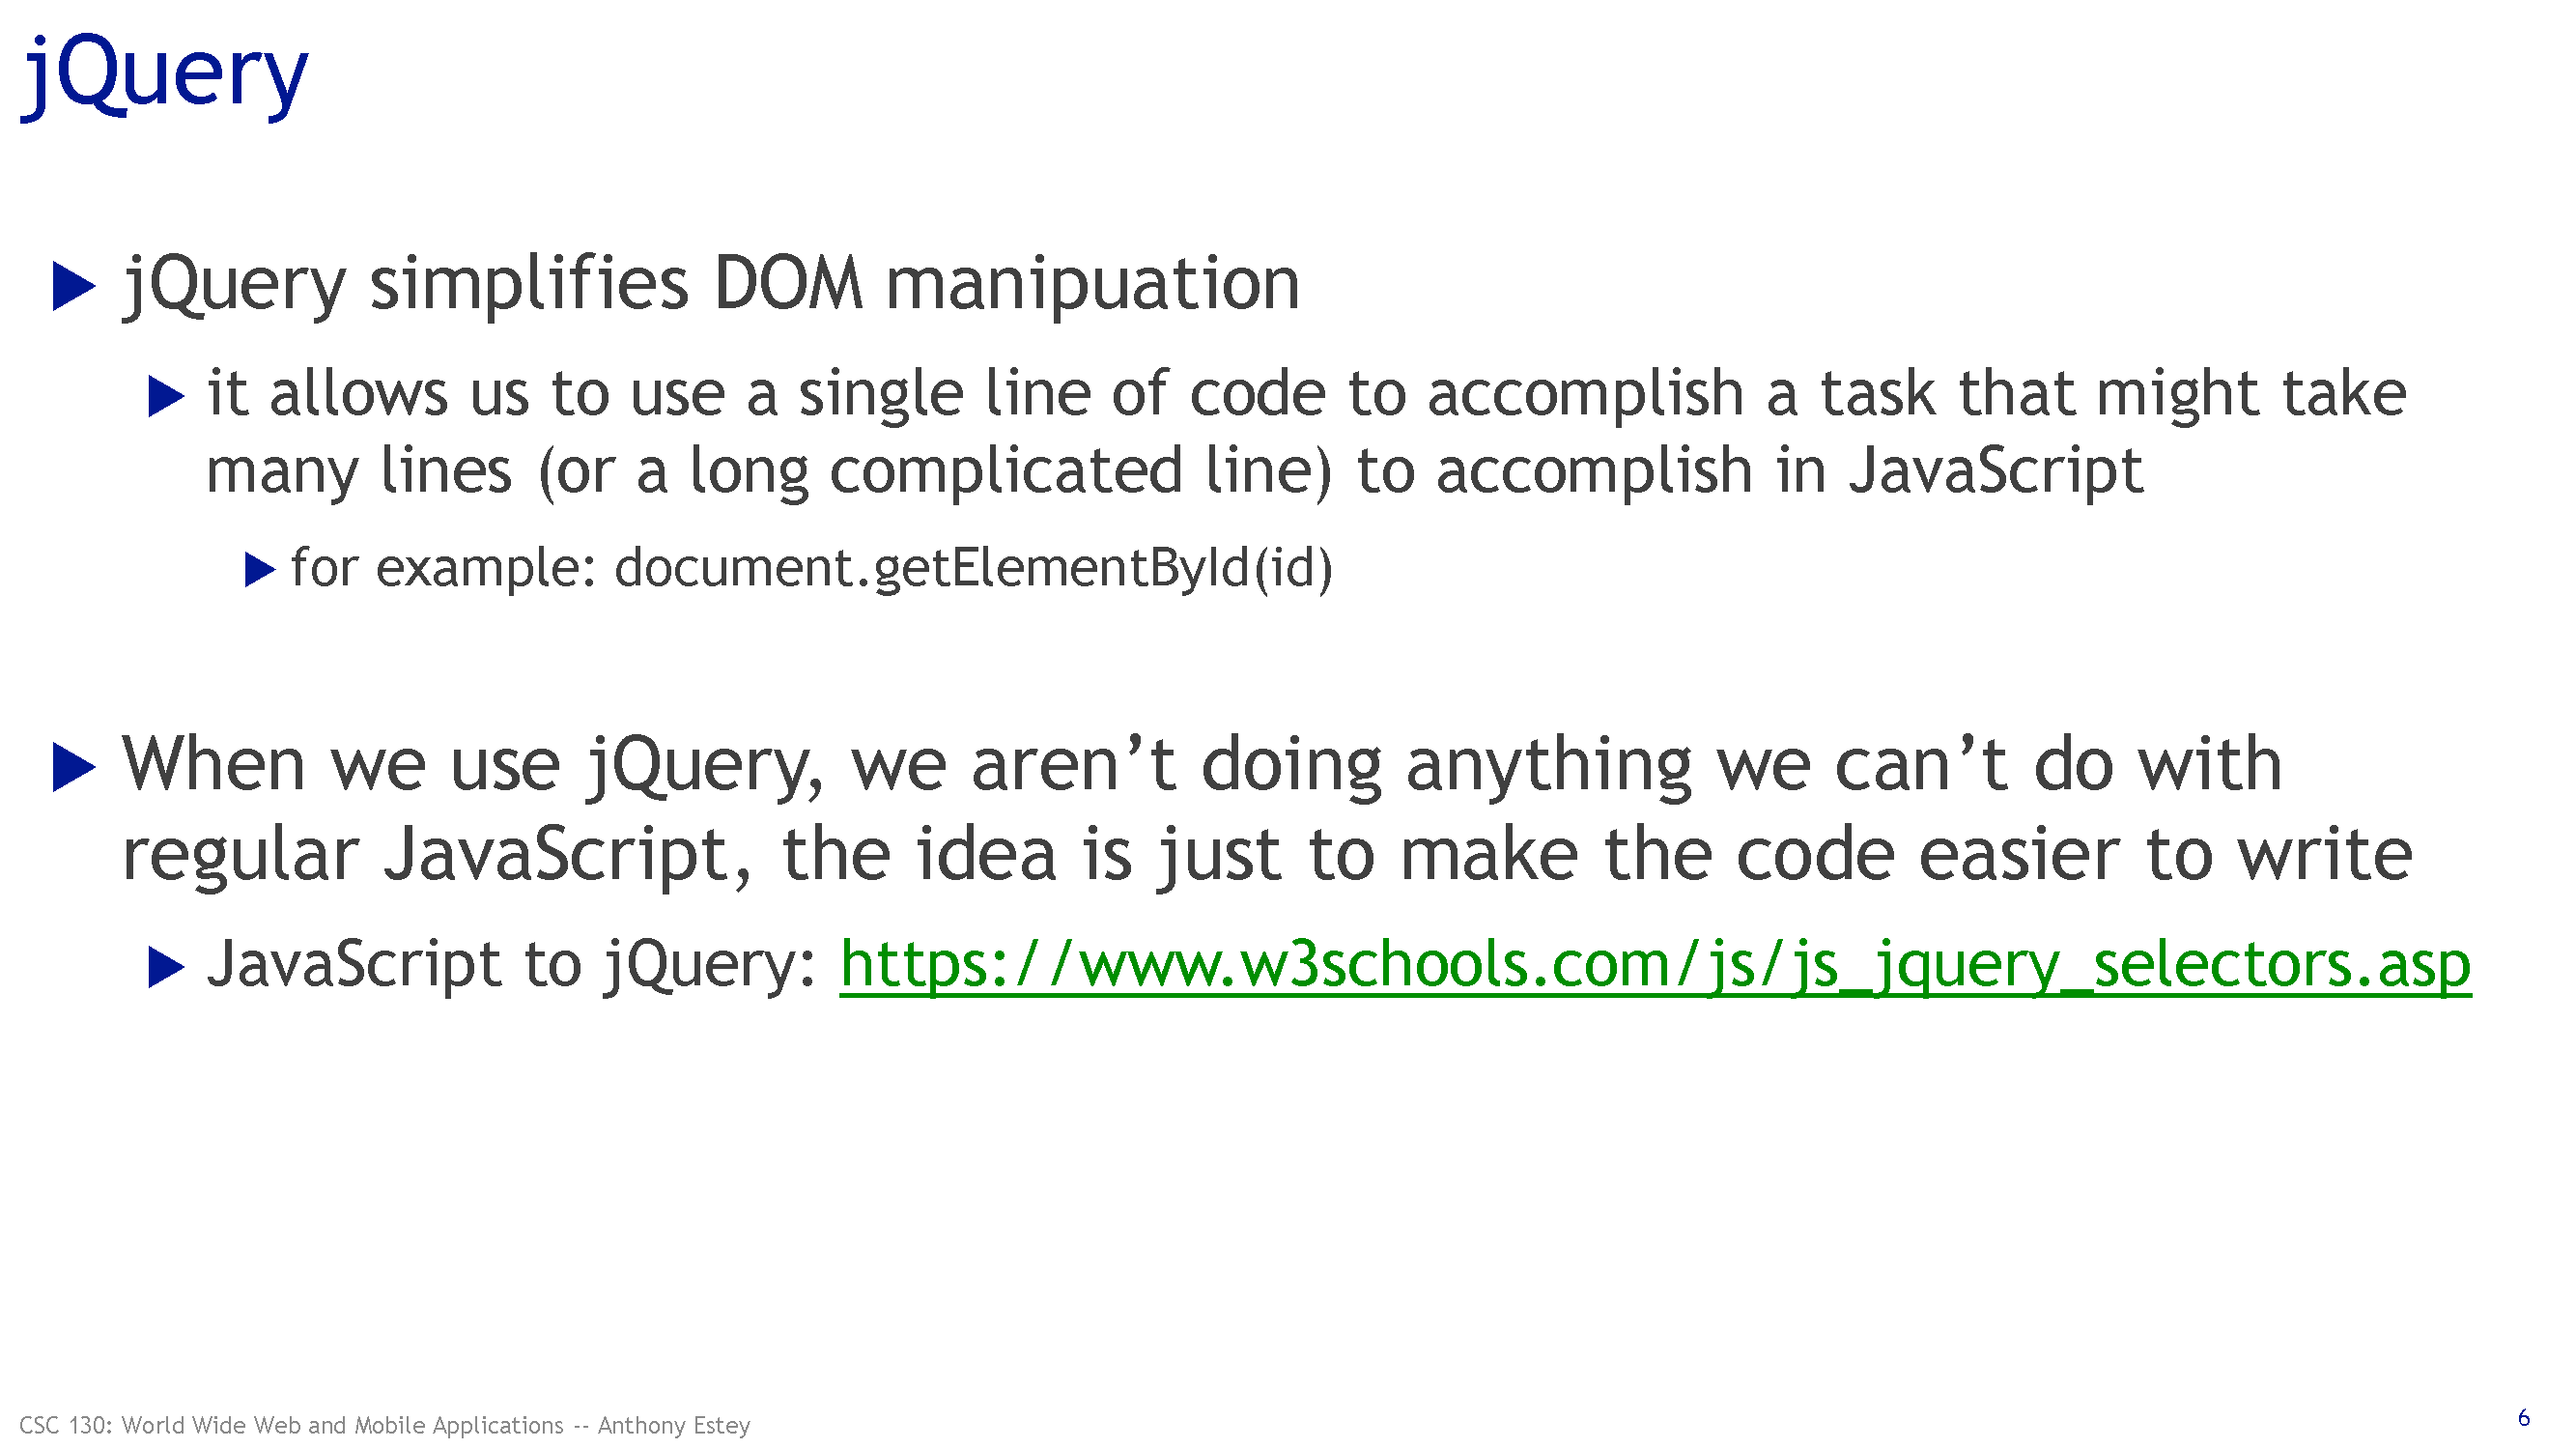 jQuery
jQuery simplifies DOM manipuation
it allows us to use a single line of code to accomplish a task that might take
many lines (or a long complicated line) to accomplish in JavaScript
for example: document.getElementById(id)
When we use jQuery, we aren’t doing anything we can’t do with
regular JavaScript, the idea is just to make the code easier to write
JavaScript to jQuery: https://www.w3schools.com/js/js_jquery_selectors.asp
CSC 130: World Wide Web and Mobile Applications -- Anthony Estey
6